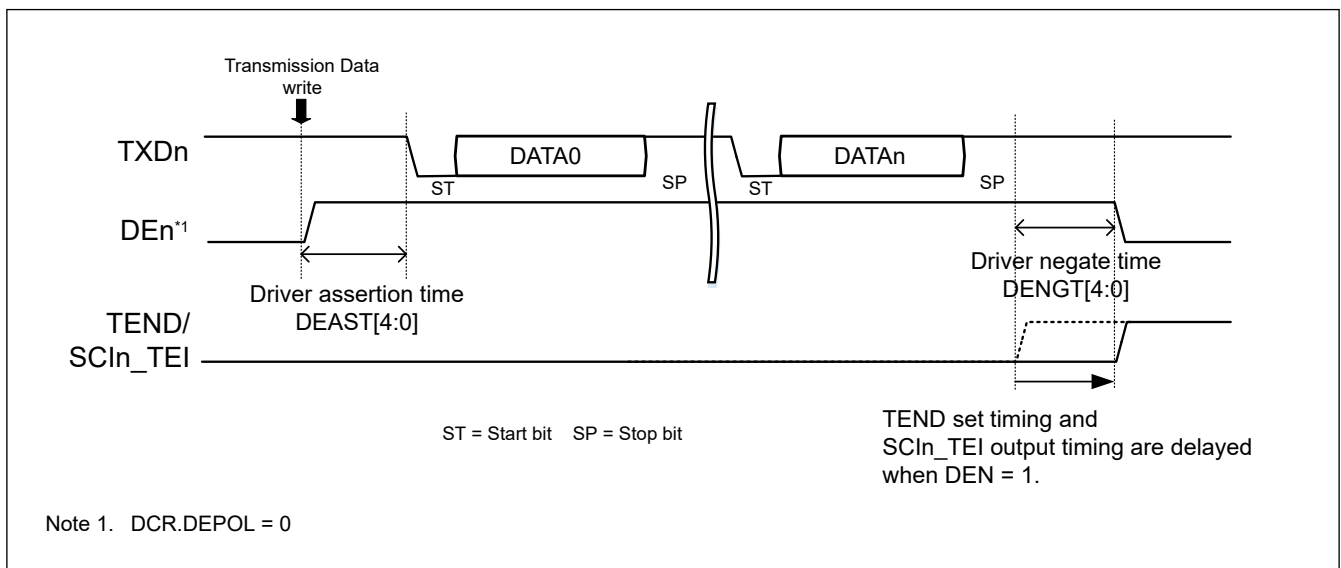 Transmission Data
write
TXDn
DATA0
DATAn
ST
SP
ST
SP
DEn*1
Driver assertion time
DEAST[4:0]
Driver negate time
DENGT[4:0]
TEND/
SCIn_TEI
ST = Start bit SP = Stop bit
TEND set timing and
SCIn_TEI output timing are delayed
when DEN = 1.
Note 1. DCR.DEPOL = 0